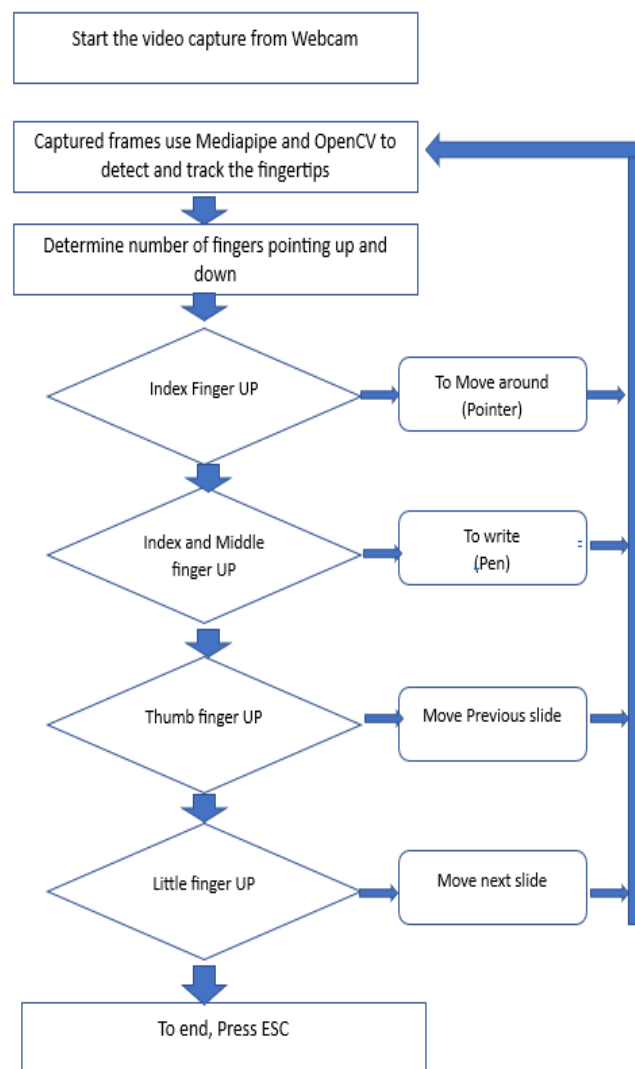 Start the video capture from Webcam
Captured frames use Mediapipe and OpenCV to
detect and track the fingertips
Determine number of fingers pointing up and
down
Index Finger UP
To Move around
(Pointer)
Index and Middle
finger UP
To write
(Pen)
Thumb finger UP
Move Previous slide
Little finger UP
Move next slide
To end, Press ESC